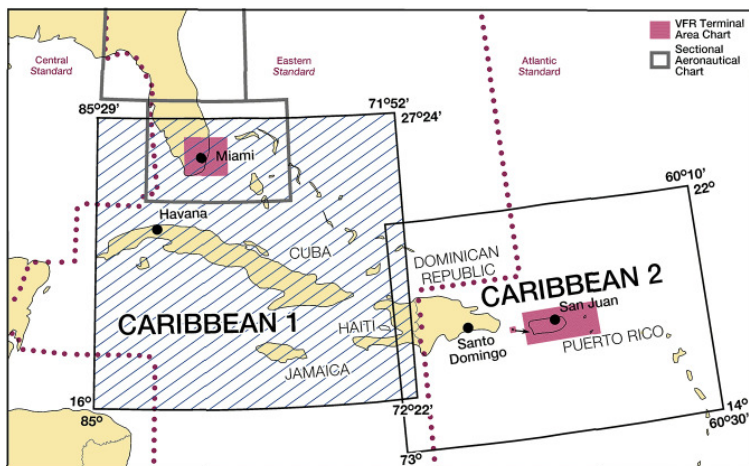 VFR Terminal
Area Chart
Sectional
Aeronautical
Chart
Central
Standard
Eastern
Standard
Atlantic
Standard
85°29'
71°52'
27°24'
Miami
60°10'
22°
Havana
CUBA
DOMINICAN
REPUBLIC
CARIBBEAN 2
San Juan
CARIBBEAN 1
HAITI
Santo
Domingo
PUERTO RICO
JAMAICA
16°
85°
72°22'
14°
60°30'
73°